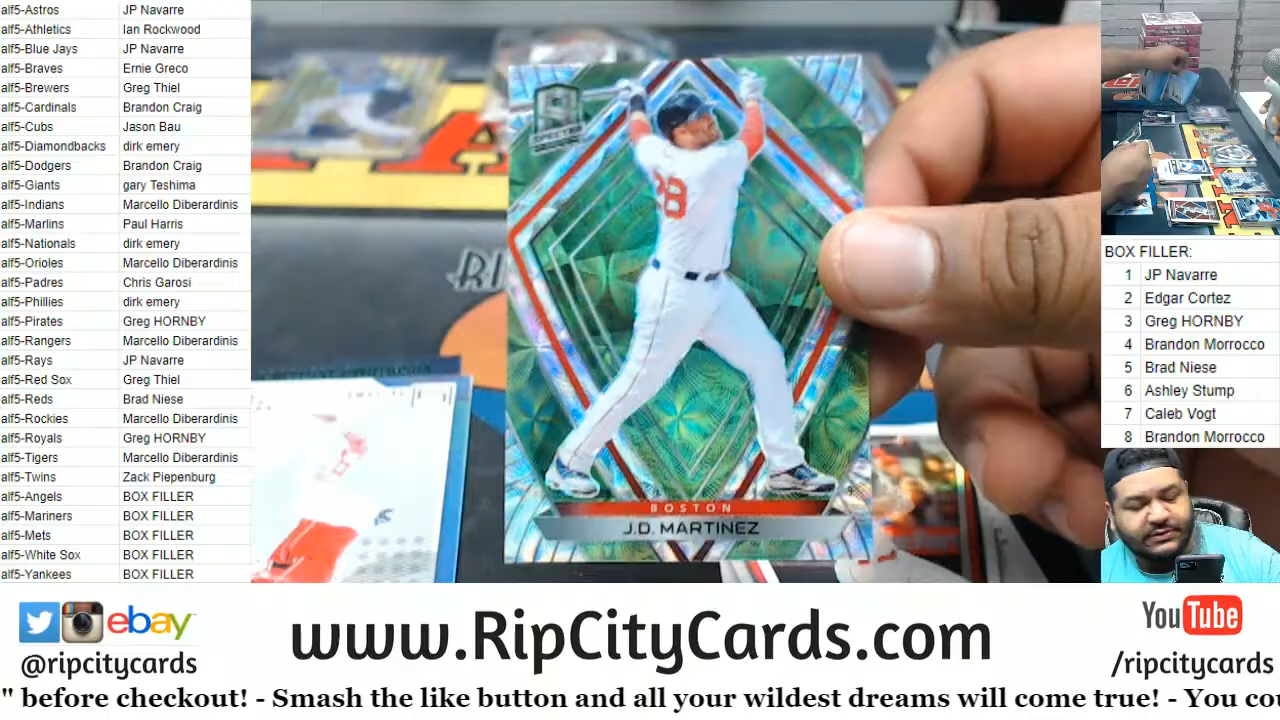 alf5-Astros JP Navarre
alf5-Athletics Ian Rockwood
alf5-Blue Jays JP Navarre
alf5-Braves Ernie Greco
alf5-Brewers Greg Thiel
alf5-Cardinals Brandon Craig
alf5-Cubs Jason Bau
alf5-Diamondbacks dirk emery
alf5-Dodgers Brandon Craig
alf5-Giants gary Teshima
alf5-Indians Marcello Diberardinis
alf5-Marlins Paul Harris
alf5-Nationals dirk emery
alf5-Orioles Marcello Diberardinis
alf5-Padres Chris Garosi
alf5-Phillies dirk emery
alf5-Pirates Greg HORNBY
alf5-Rangers Marcello Diberardinis
alf5-Rays JP Navarre
alf5-Red Sox Greg Thiel
alf5-Reds Brad Niese
alf5-Rockies Marcello Diberardinis
alf5-Royals Greg HORNBY
alf5-Tigers Marcello Diberardinis
alf5-Twins Zack Piepenburg
alf5-Angels BOX FILLER
alf5-Mariners BOX FILLER
alf5-Mets BOX FILLER
alf5-White Sox BOX FILLER
alf5-Yankees BOX FILLER
SPECTRA
28
BOSTON
J.D. MARTINEZ
BOX FILLER:
1 JP Navarre
2 Edgar Cortez
3 Greg HORNBY
4 Brandon Morrocco
5 Brad Niese
6 Ashley Stump
7 Caleb Vogt
8 Brandon Morrocco
ebay
@ripcitycards
www.RipCityCards.com
YouTube
/ripcitycards
" before checkout! - Smash the like button and all your wildest dreams will come true! - You cou